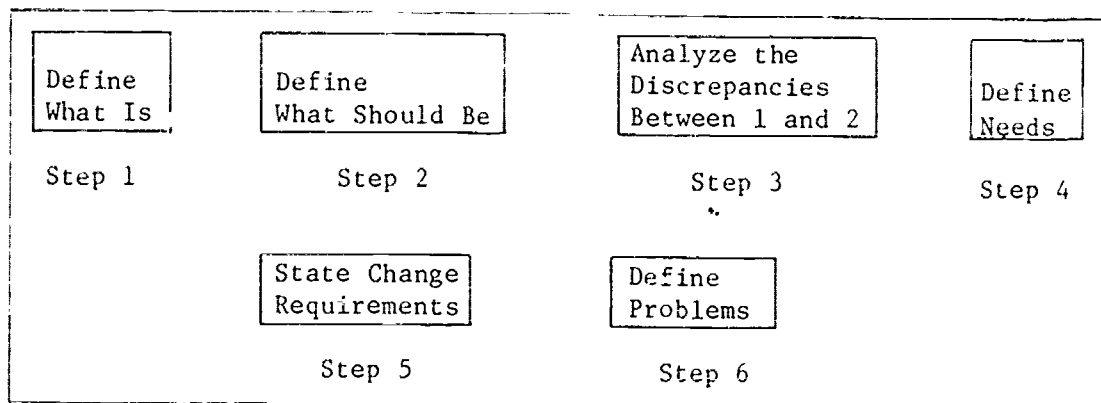 Define
What Is
Step 1
Define
What Should Be
Step 2
Analyze the
Discrepancies
Between 1 and 2
Step 3
Define
Needs
Step 4
State Change
Requirements
Step 5
Define
Problems
Step 6